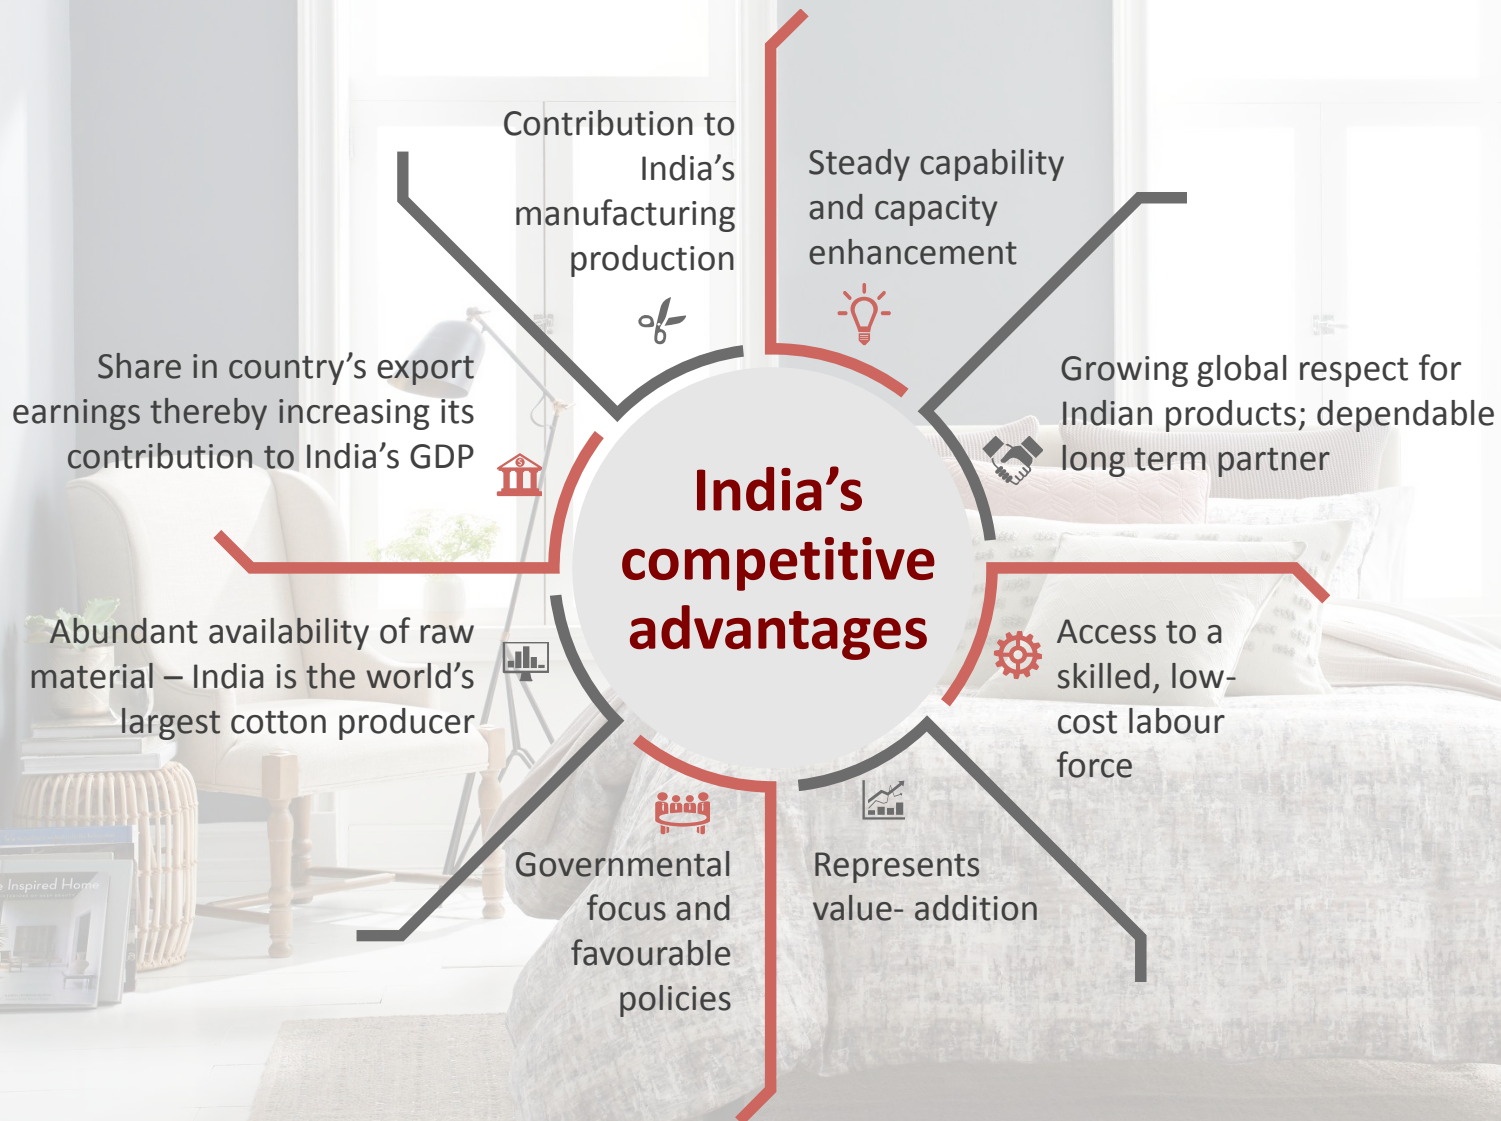 Contribution to
India’s
manufacturing
production
Steady capability
and capacity
enhancement
Growing global respect for
Indian products; dependable
long term partner
Access to a
skilled, low-
cost labour
force
Represents
value- addition
Governmental
focus and
favourable
policies
Abundant availability of raw
material – India is the world’s
largest cotton producer
Share in country’s export
earnings thereby increasing its
contribution to India’s GDP
India’s
competitive
advantages
Inspired Home